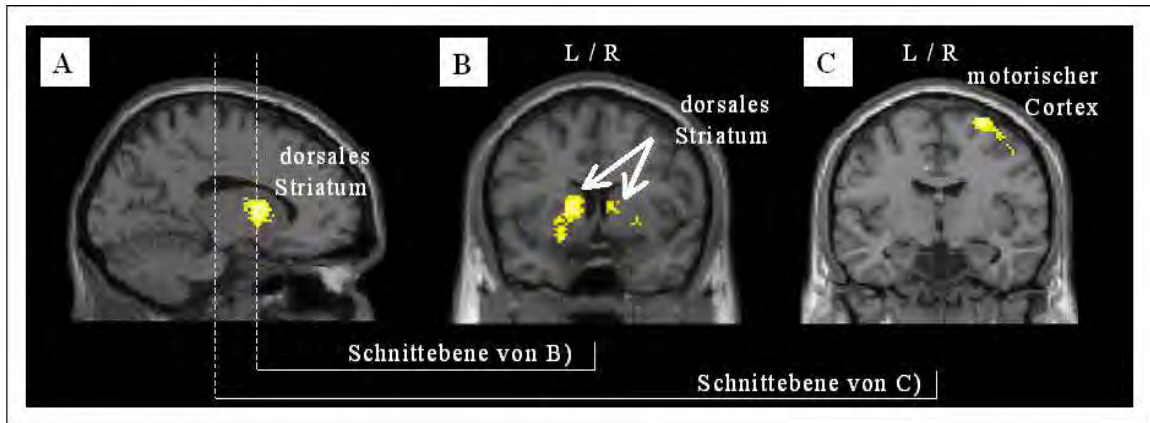 A
dorsales
Striatum
B
L / R
dorsales
Striatum
C
L / R
motorischer
Cortex
Schnittebene von B)
Schnittebene von C)